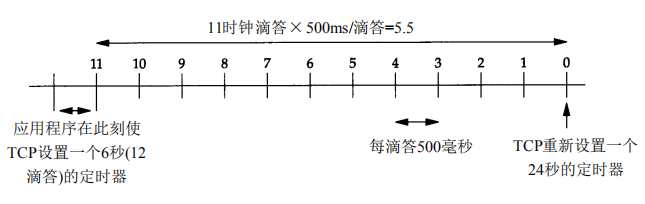 11时钟滴答×500ms/滴答=5.5
11 10 9 8 7 6 5 4 3 2 1 0
应用程序在此刻使
TCP设置一个6秒(12
滴答)的定时器
每滴答500毫秒
TCP重新设置一个
24秒的定时器